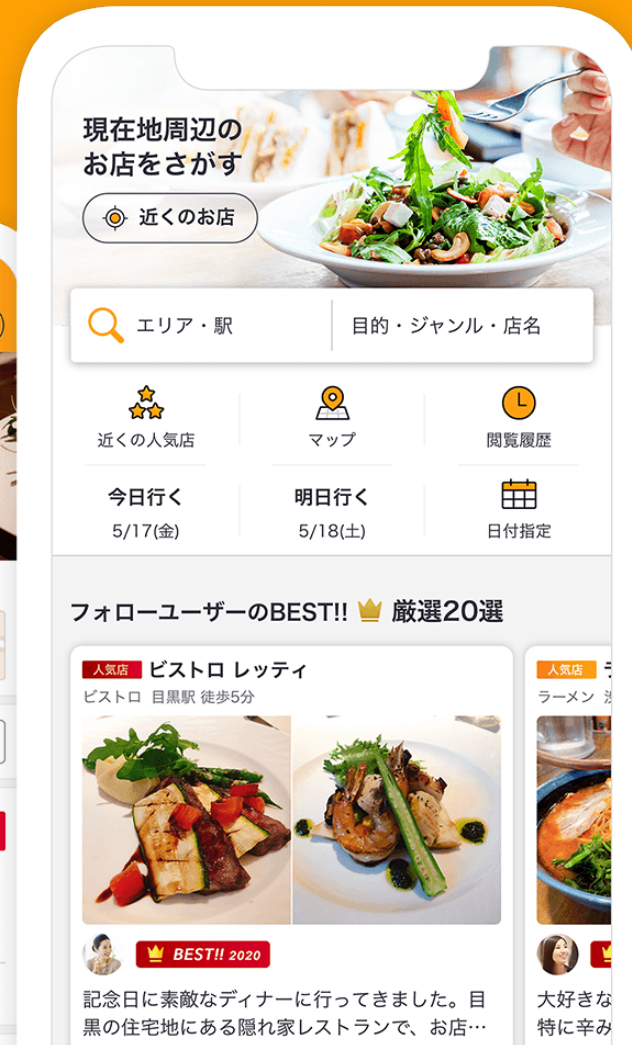 現在地周辺の
お店をさがす
近くのお店
エリア・駅
目的・ジャンル・店名
近くの人気店
マップ
閲覧履歴
今日行く
明日行く
5/17(金)
5/18(土)
日付指定
フォローユーザーのBEST!! 厳選20選
人気店 ビストロ レッティ
ビストロ 目黒駅 徒歩5分
BEST!! 2020
記念日に素敵なディナーに行ってきました。目
黒の住宅地にある隠れ家レストランで、お店…
人気店
ラーメン
大好きな
特に辛み